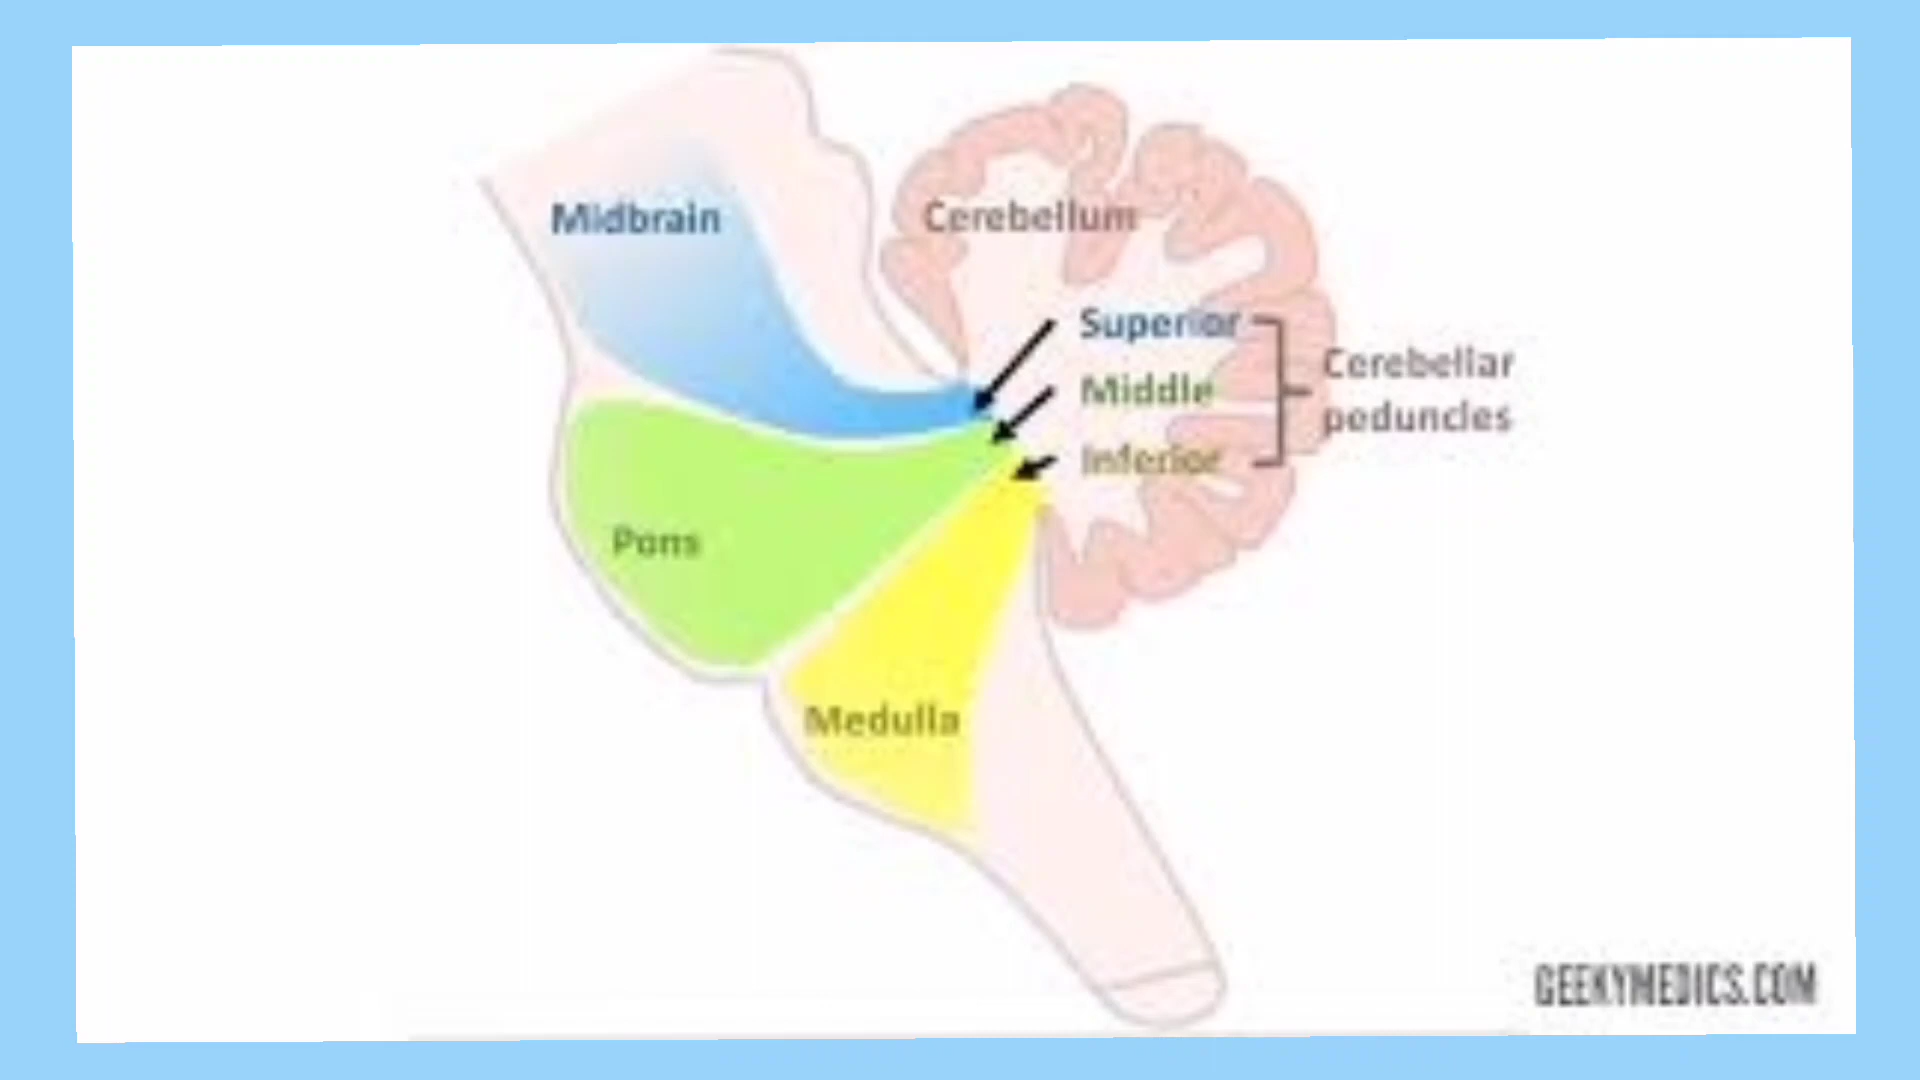 Midbrain
Cerebellum
Superior
Middle
Inferior
Cerebellar
peduncles
Pons
Medulla
GEEKYMEDICS.COM